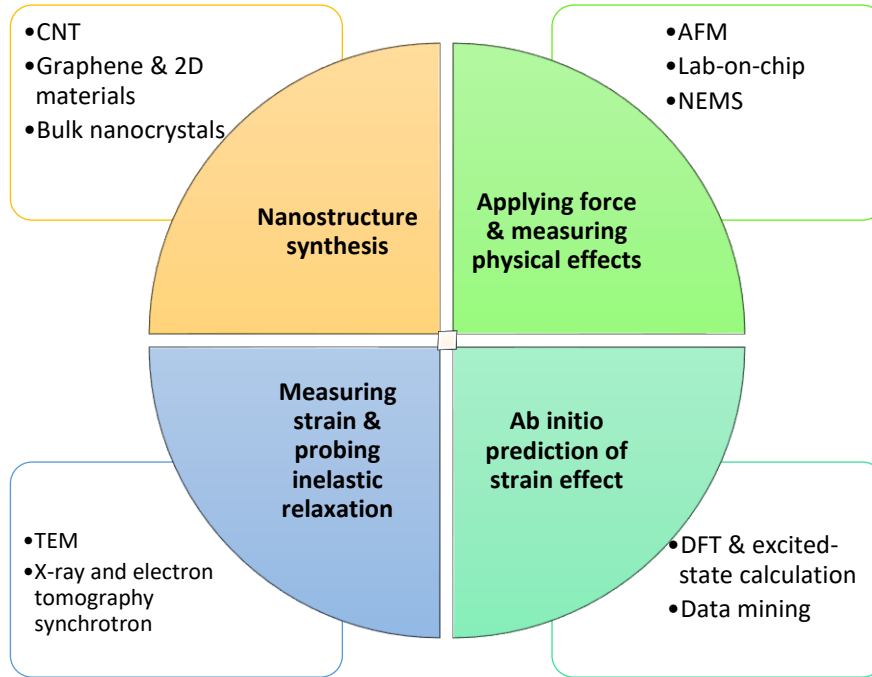 •CNT
•Graphene & 2D
materials
•Bulk nanocrystals
•AFM
•Lab-on-chip
•NEMS
Nanostructure
synthesis
Applying force
& measuring
physical effects
Measuring
strain &
probing
inelastic
relaxation
Ab initio
prediction of
strain effect
•TEM
•X-ray and electron
tomography
synchrotron
•DFT & excited-
state calculation
•Data mining